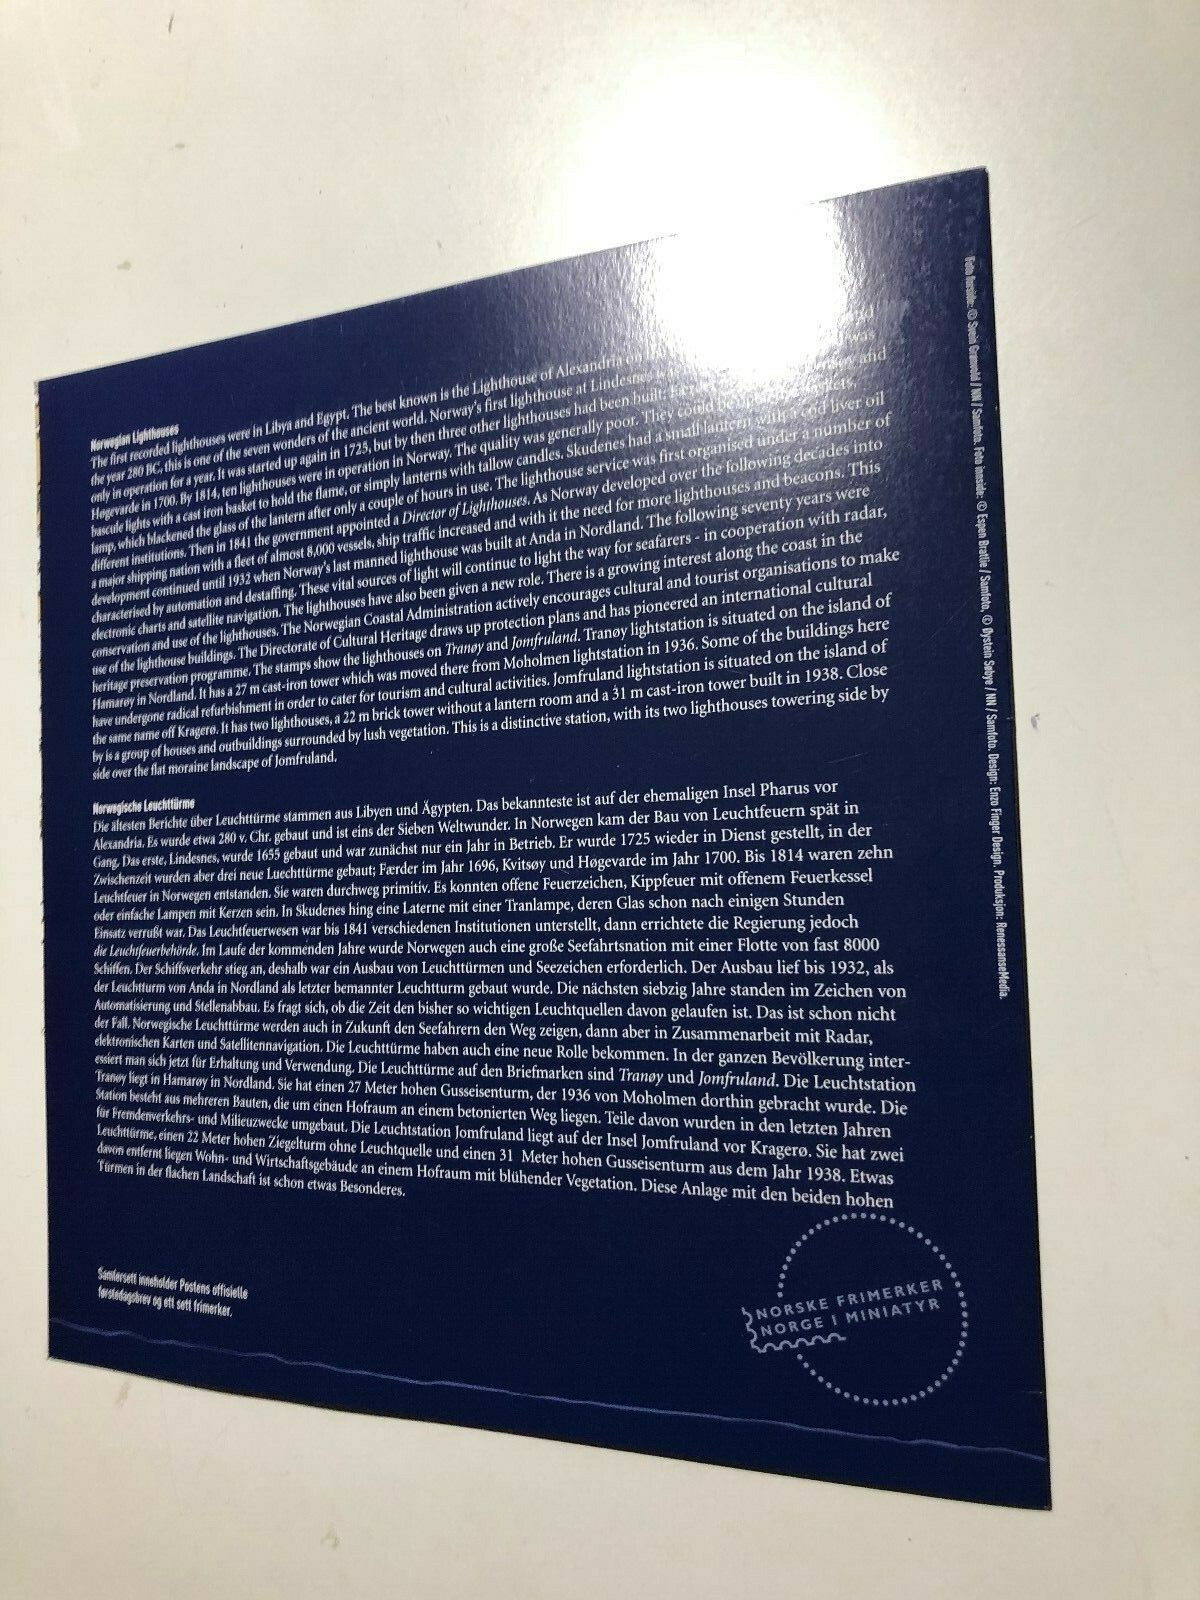 Norwegian Lighthouses
The first recorded lighthouses were in Libya and Egypt. The best known is the Lighthouse of Alexandria on
the year 280 BC, this is one of the seven wonders of the ancient world. Norway's first lighthouse at Lindesnes was
only in operation for a year. It was started up again in 1725, but by then three other lighthouses had been built: and
Høgevarde in 1700. By 1814, ten lighthouses were in operation in Norway. The quality was generally poor. They could be
bascule lights with a cast iron basket to hold the flame, or simply lanterns with tallow candles. Skudenes had a small lantern with a cod liver oil
lamp, which blackened the glass of the lantern after only a couple of hours in use. The lighthouse service was first organised under a number of
different institutions. Then in 1841 the government appointed a Director of Lighthouses. As Norway developed over the following decades into
a major shipping nation with a fleet of almost 8,000 vessels, ship traffic increased and with it the need for more lighthouses and beacons. This
development continued until 1932 when Norway's last manned lighthouse was built at Anda in Nordland. The following seventy years were
characterised by automation and destaffing. These vital sources of light will continue to light the way for seafarers - in cooperation with radar,
electronic charts and satellite navigation. The lighthouses have also been given a new role. There is a growing interest along the coast in the
conservation and use of the lighthouses. The Norwegian Coastal Administration actively encourages cultural and tourist organisations to make
use of the lighthouse buildings. The Directorate of Cultural Heritage draws up protection plans and has pioneered an international cultural
heritage preservation programme. The stamps show the lighthouses on Tranøy and Jomfruland. Tranøy lightstation is situated on the island of
Hamarøy in Nordland. It has a 27 m cast-iron tower which was moved there from Moholmen lightstation in 1936. Some of the buildings here
have undergone radical refurbishment in order to cater for tourism and cultural activities. Jomfruland lightstation is situated on the island of
the same name off Kragerø. It has two lighthouses, a 22 m brick tower without a lantern room and a 31 m cast-iron tower built in 1938. Close
by is a group of houses and outbuildings surrounded by lush vegetation. This is a distinctive station, with its two lighthouses towering side by
side over the flat moraine landscape of Jomfruland.
Norwegische Leuchttürme
Die ältesten Berichte über Leuchttürme stammen aus Libyen und Ägypten. Das bekannteste ist auf der ehemaligen Insel Pharus vor
Alexandria. Es wurde etwa 280 v. Chr. gebaut und ist eins der Sieben Weltwunder. In Norwegen kam der Bau von Leuchtfeuern spät in
Gang. Das erste, Lindesnes, wurde 1655 gebaut und war zunächst nur ein Jahr in Betrieb. Er wurde 1725 wieder in Dienst gestellt, in der
Zwischenzeit wurden aber drei neue Luechttürme gebaut; Færder im Jahr 1696, Kvitsøy und Høgevarde im Jahr 1700. Bis 1814 waren zehn
Leuchtfeuer in Norwegen entstanden. Sie waren durchweg primitiv. Es konnten offene Feuerzeichen, Kippfeuer mit offenem Feuerkessel
oder einfache Lampen mit Kerzen sein. In Skudenes hing eine Laterne mit einer Tranlampe, deren Glas schon nach einigen Stunden
Einsatz verrußt war. Das Leuchtfeuerwesen war bis 1841 verschiedenen Institutionen unterstellt, dann errichtete die Regierung jedoch
die Leuchtfeuerbehörde. Im Laufe der kommenden Jahre wurde Norwegen auch eine große Seefahrtsnation mit einer Flotte von fast 8000
Schiffen. Der Schiffsverkehr stieg an, deshalb war ein Ausbau von Leuchttürmen und Seezeichen erforderlich. Der Ausbau lief bis 1932, als
der Leuchtturm von Anda in Nordland als letzter bemannter Leuchtturm gebaut wurde. Die nächsten siebzig Jahre standen im Zeichen von
Automatisierung und Stellenabbau. Es fragt sich, ob die Zeit den bisher so wichtigen Leuchtquellen davon gelaufen ist. Das ist schon nicht
der Fall. Norwegische Leuchttürme werden auch in Zukunft den Seefahrern den Weg zeigen, dann aber in Zusammenarbeit mit Radar,
elektronischen Karten und Satellitennavigation. Die Leuchttürme haben auch eine neue Rolle bekommen. In der ganzen Bevölkerung inter-
essiert man sich jetzt für Erhaltung und Verwendung. Die Leuchttürme auf den Briefmarken sind Tranøy und Jomfruland. Die Leuchtstation
Tranøy liegt in Hamarøy in Nordland. Sie hat einen 27 Meter hohen Gusseisenturm, der 1936 von Moholmen dorthin gebracht wurde. Die
Station besteht aus mehreren Bauten, die um einen Hofraum an einem betonierten Weg liegen. Teile davon wurden in den letzten Jahren
für Fremdenverkehrs- und Milieuzwecke umgebaut. Die Leuchtstation Jomfruland liegt auf der Insel Jomfruland vor Kragerø. Sie hat zwei
Leuchttürme, einen 22 Meter hohen Ziegelturm ohne Leuchtquelle und einen 31 Meter hohen Gusseisenturm aus dem Jahr 1938. Etwas
davon entfernt liegen Wohn- und Wirtschaftsgebäude an einem Hofraum mit blühender Vegetation. Diese Anlage mit den beiden hohen
Türmen in der flachen Landschaft ist schon etwas Besonderes.
Samlersett inneholder Postens offisielle
førstedagsbrev og ett sett frimerker.
NORSKE FRIMERKER
NORGE I MINIATYR
Foto forside: © Svein Grønvold / NN / Samfoto. Foto innside: © Espen Bratlie / Samfoto, © Øystein Søbye / NN / Samfoto. Design: Enzo Finger Design. Produksjon: RenessanseMedia.